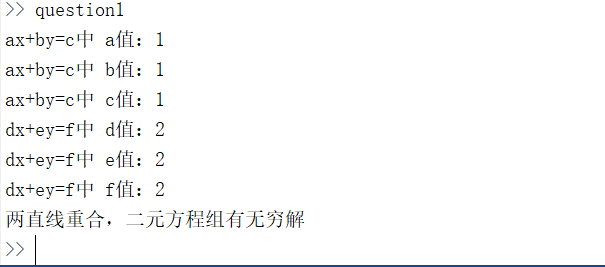 >> question1
ax+by=c中 a值：1
ax+by=c中 b值：1
ax+by=c中 c值：1
dx+ey=f中 d值：2
dx+ey=f中 e值：2
dx+ey=f中 f值：2
两直线重合，二元方程组有无穷解
>>